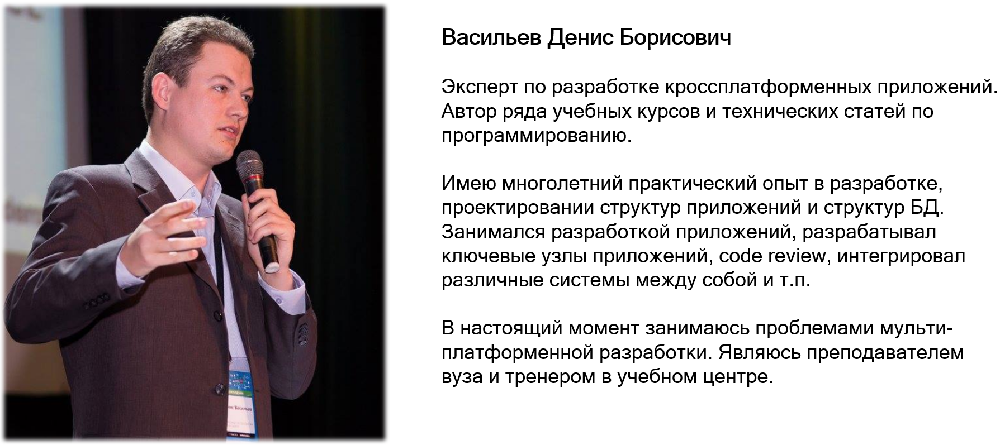 Васильев Денис Борисович
Эксперт по разработке кроссплатформенных приложений.
Автор ряда учебных курсов и технических статей по
программированию.
Имею многолетний практический опыт в разработке,
проектировании структур приложений и структур БД.
Занимался разработкой приложений, разрабатывал
ключевые узлы приложений, code review, интегрировал
различные системы между собой и т.п.
В настоящий момент занимаюсь проблемами мульти-
платформенной разработки. Являюсь преподавателем
вуза и тренером в учебном центре.
Васильев